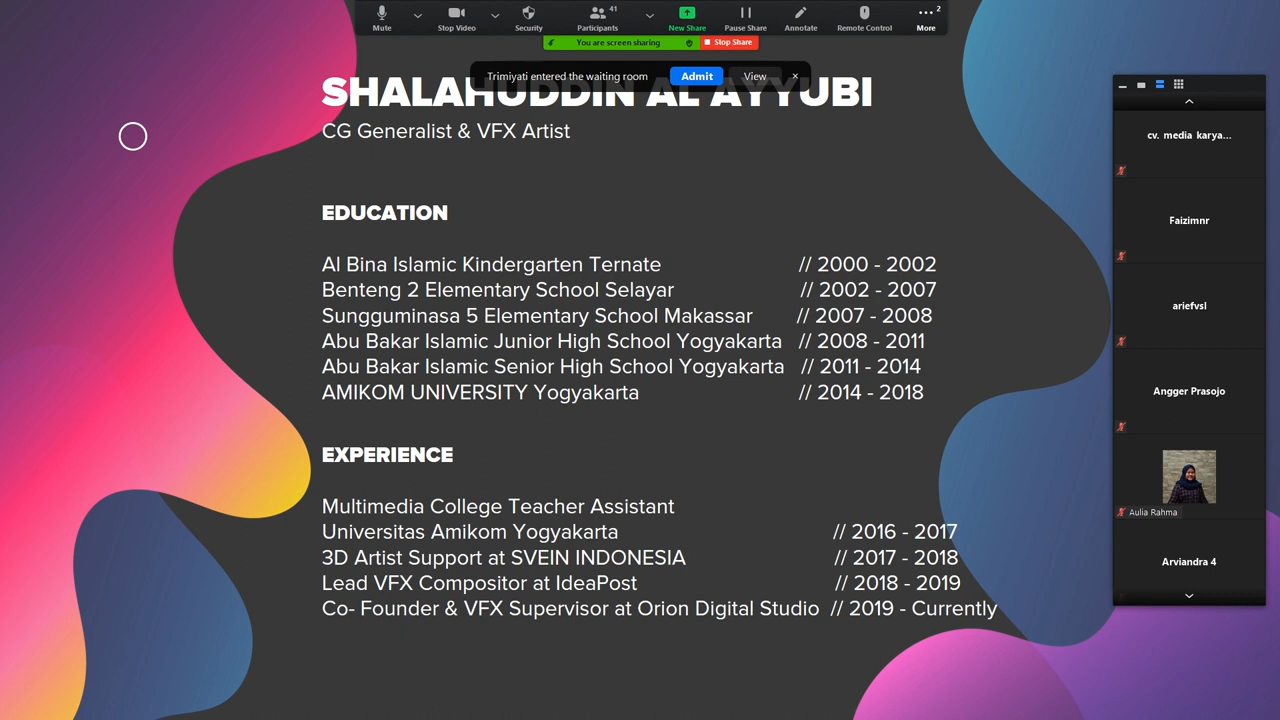 41
2
Mute
Stop Video
Security
Participants
New Share
Pause Share
Annotate
Remote Control
More
You are screen sharing
Stop Share
Trimiyati entered the waiting room
Admit
View
SHALAHUDDIN AL AYYUBI
CG Generalist & VFX Artist
EDUCATION
Al Bina Islamic Kindergarten Ternate // 2000 - 2002
Benteng 2 Elementary School Selayar // 2002 - 2007
Sungguminasa 5 Elementary School Makassar // 2007 - 2008
Abu Bakar Islamic Junior High School Yogyakarta // 2008 - 2011
Abu Bakar Islamic Senior High School Yogyakarta // 2011 - 2014
AMIKOM UNIVERSITY Yogyakarta // 2014 - 2018
EXPERIENCE
Multimedia College Teacher Assistant
Universitas Amikom Yogyakarta // 2016 - 2017
3D Artist Support at SVEIN INDONESIA // 2017 - 2018
Lead VFX Compositor at IdeaPost // 2018 - 2019
Co- Founder & VFX Supervisor at Orion Digital Studio // 2019 - Currently
cv. media karya...
Faizimnr
ariefvsl
Angger Prasojo
Aulia Rahma
Arviandra 4